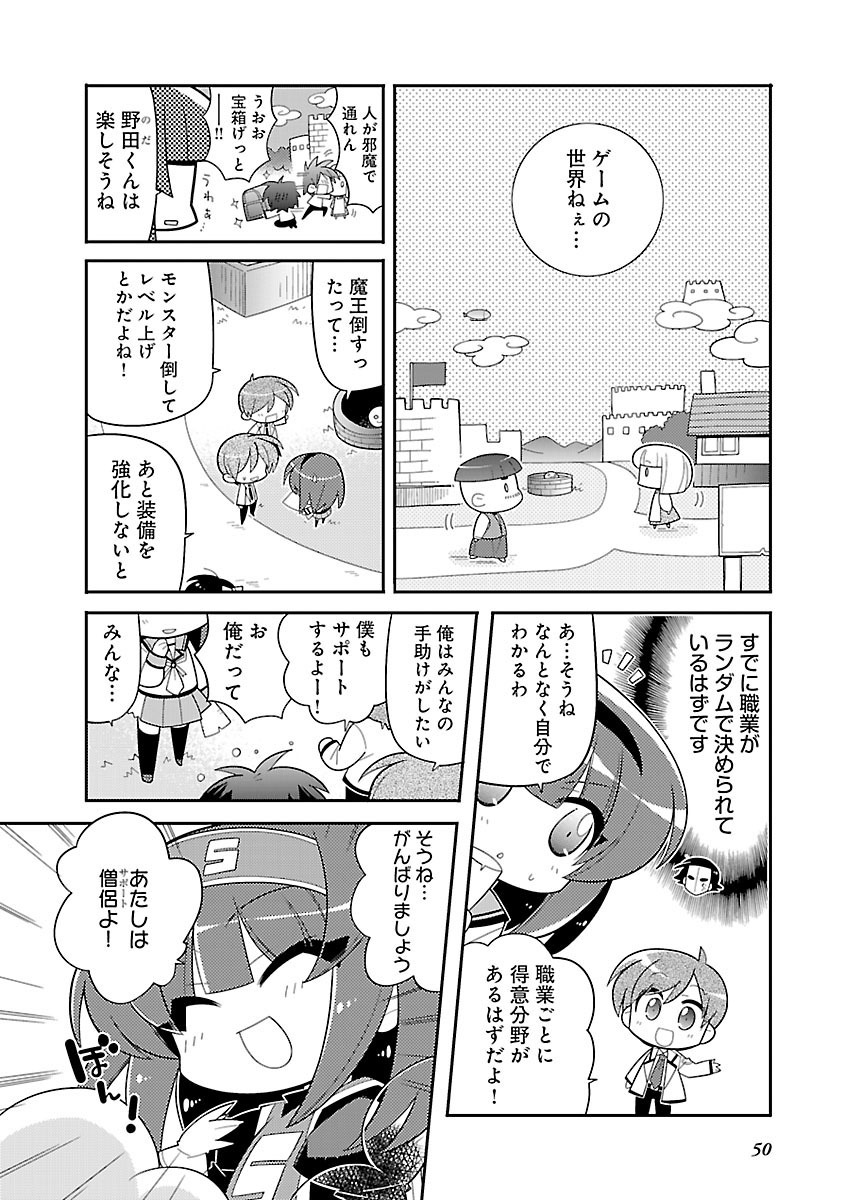 ゲームの
世界ねぇ…
人が邪魔で
通れん
うおお
宝箱げっと
ーー!!
うわぁ…
野田くんは
のだ
楽しそうね
魔王倒すっ
たって…
モンスター倒して
レベル上げ
とかだよね!
あと装備を
強化しないと
すでに職業が
ランダムで決められて
いるはずです
あ…そうね
なんとなく自分で
わかるわ
職業ごとに
得意分野が
あるはずだよ!
俺はみんなの
手助けがしたい
僕も
サポート
するよー!
お
俺だって
みんな…
そうね…
がんばりましょう
S
あたしは
僧侶よ!
サポート
ぼん!
S
50